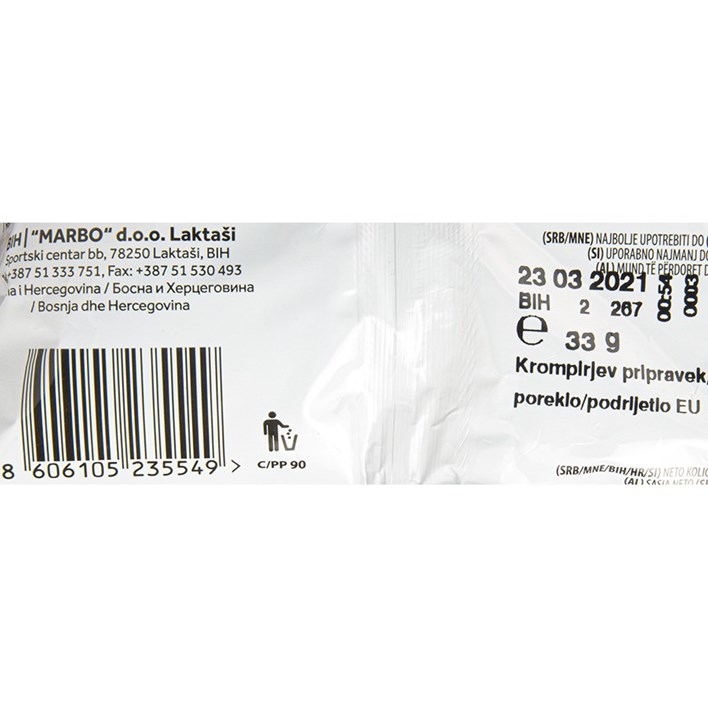 BIH | "MARBO" d.o.o. Laktaši
Sportski centar bb, 78250 Laktaši, BIH
+387 51 333 751, Fax: +387 51 530 493
na i Hercegovina / Босна и Херцеговина
/ Bosnja dhe Hercegovina
8 606105 235549 >
C/PP 90
(SRB/MNE) NAJBOLJE UPOTREBITI DO
(SI) UPORABNO NAJMANJ DO
(AL) MUND TË PËRDORET D
23 03 2021 00:54
BIH 2 267 0003
e 33 g
Krompirjev pripravek,
poreklo/podrijetlo EU
(SRB/MNE/BIH/HR/SI) NETO KOLIČ
(AL) SASIA NETO